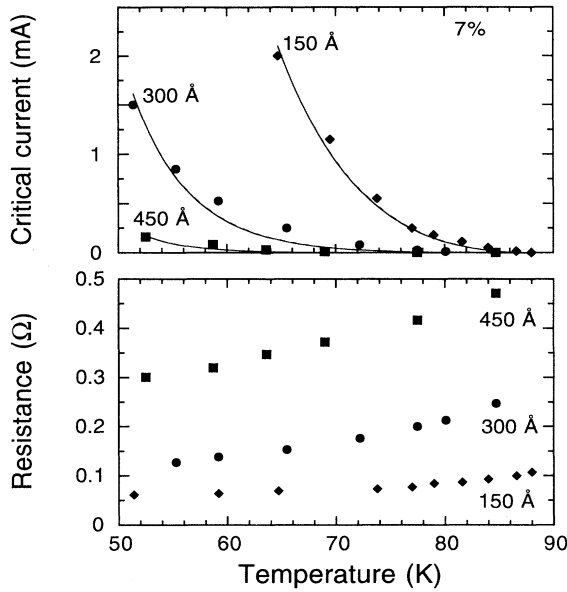 7%
150 Å
300 Å
450 Å
Critical current (mA)
2
1
0
0.5
0.4
0.3
0.2
0.1
0
Resistance (Ω)
450 Å
300 Å
150 Å
50 60 70 80 90
Temperature (K)